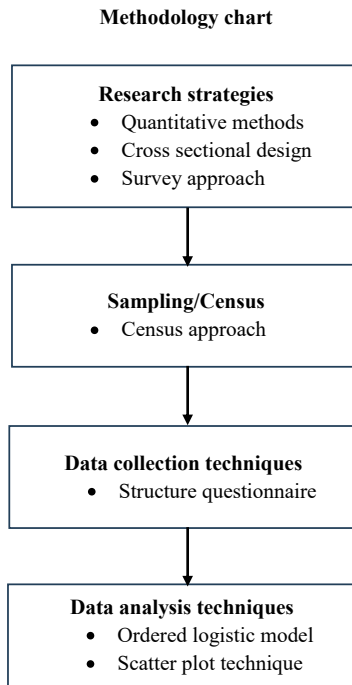 Methodology chart
Research strategies
• Quantitative methods
• Cross sectional design
• Survey approach
Sampling/Census
• Census approach
Data collection techniques
• Structure questionnaire
Data analysis techniques
• Ordered logistic model
• Scatter plot technique